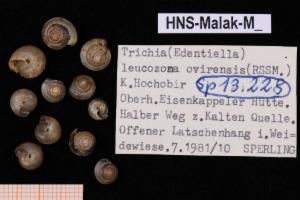 HNS-Malak-M_
Trichia(Edentiella)
leucozona ovirensis(RSSM.)
K.Hochobir Sp 13.225
Oberh.Eisenkappeler Hütte.
Halber Weg z.Kalten Quelle.
Offener Latschenhang i.Wei-
dewiese.7.1981/10 SPERLING